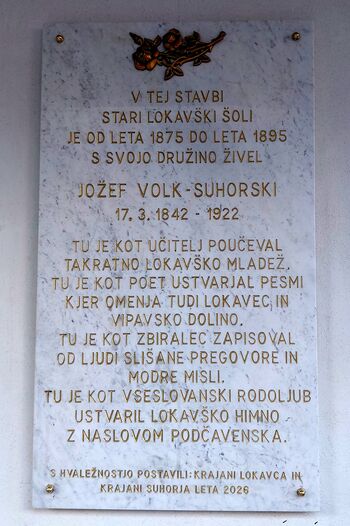 V TEJ STAVBI
STARI LOKAVŠKI ŠOLI
JE OD LETA 1875 DO LETA 1895
S SVOJO DRUŽINO ŽIVEL
JOŽEF VOLK-SUHORSKI
17. 3. 1842 - 1922
TU JE KOT UČITELJ POUČEVAL
TAKRATNO LOKAVŠKO MLADEŽ.
TU JE KOT POET USTVARJAL PESMI
KJER OMENJA TUDI LOKAVEC IN
VIPAVSKO DOLINO.
TU JE KOT ZBIRALEC ZAPISOVAL
OD LJUDI SLIŠANE PREGOVORE IN
MODRE MISLI.
TU JE KOT VSESLOVANSKI RODOLJUB
USTVARIL LOKAVŠKO HIMNO
Z NASLOVOM PODČAVENSKA.
S HVALEŽNOSTJO POSTAVILI: KRAJANI LOKAVCA IN
KRAJANI SUHORJA LETA 2026